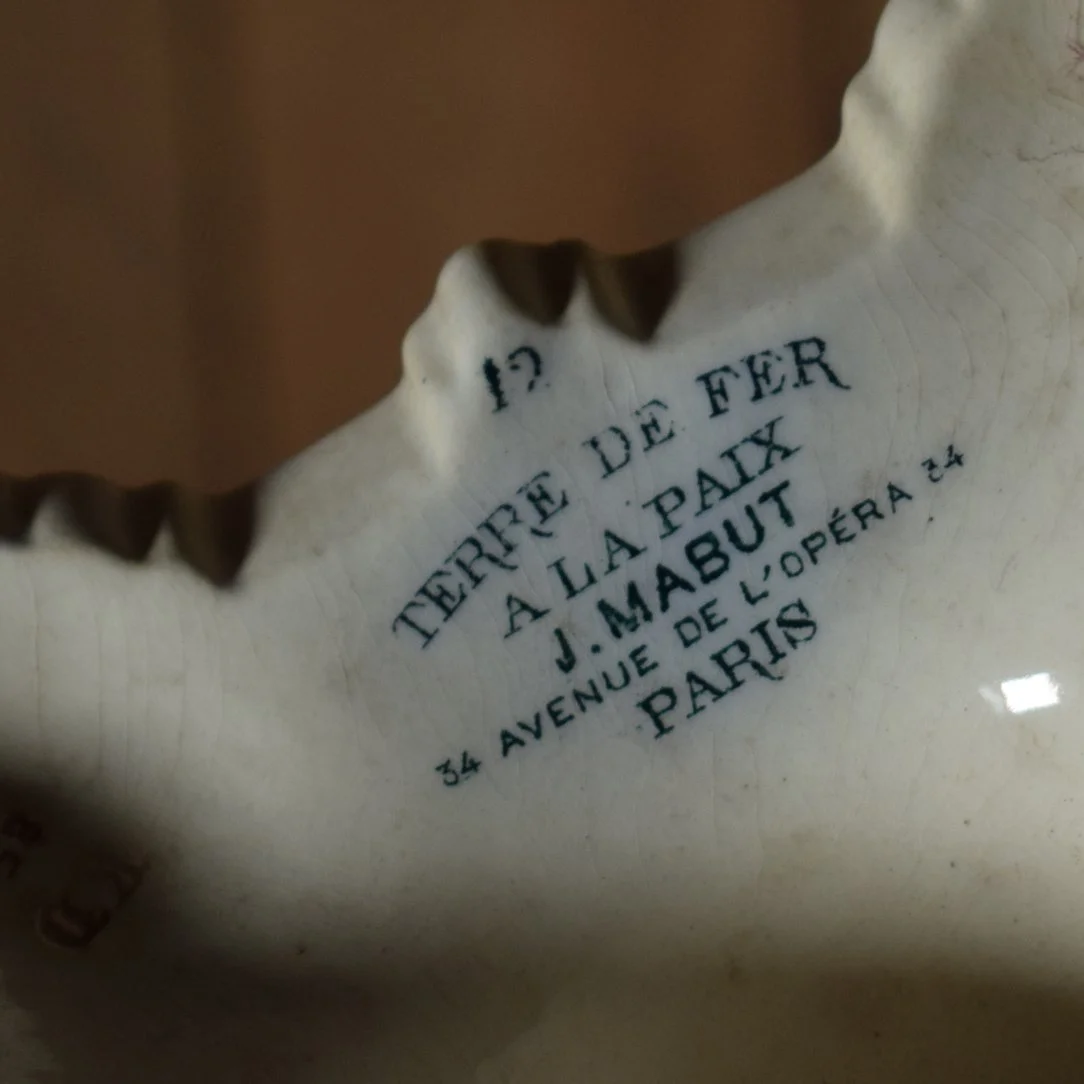 12
TERRE DE FER
A LA PAIX
J. MABUT
34 AVENUE DE L'OPÉRA 34
PARIS